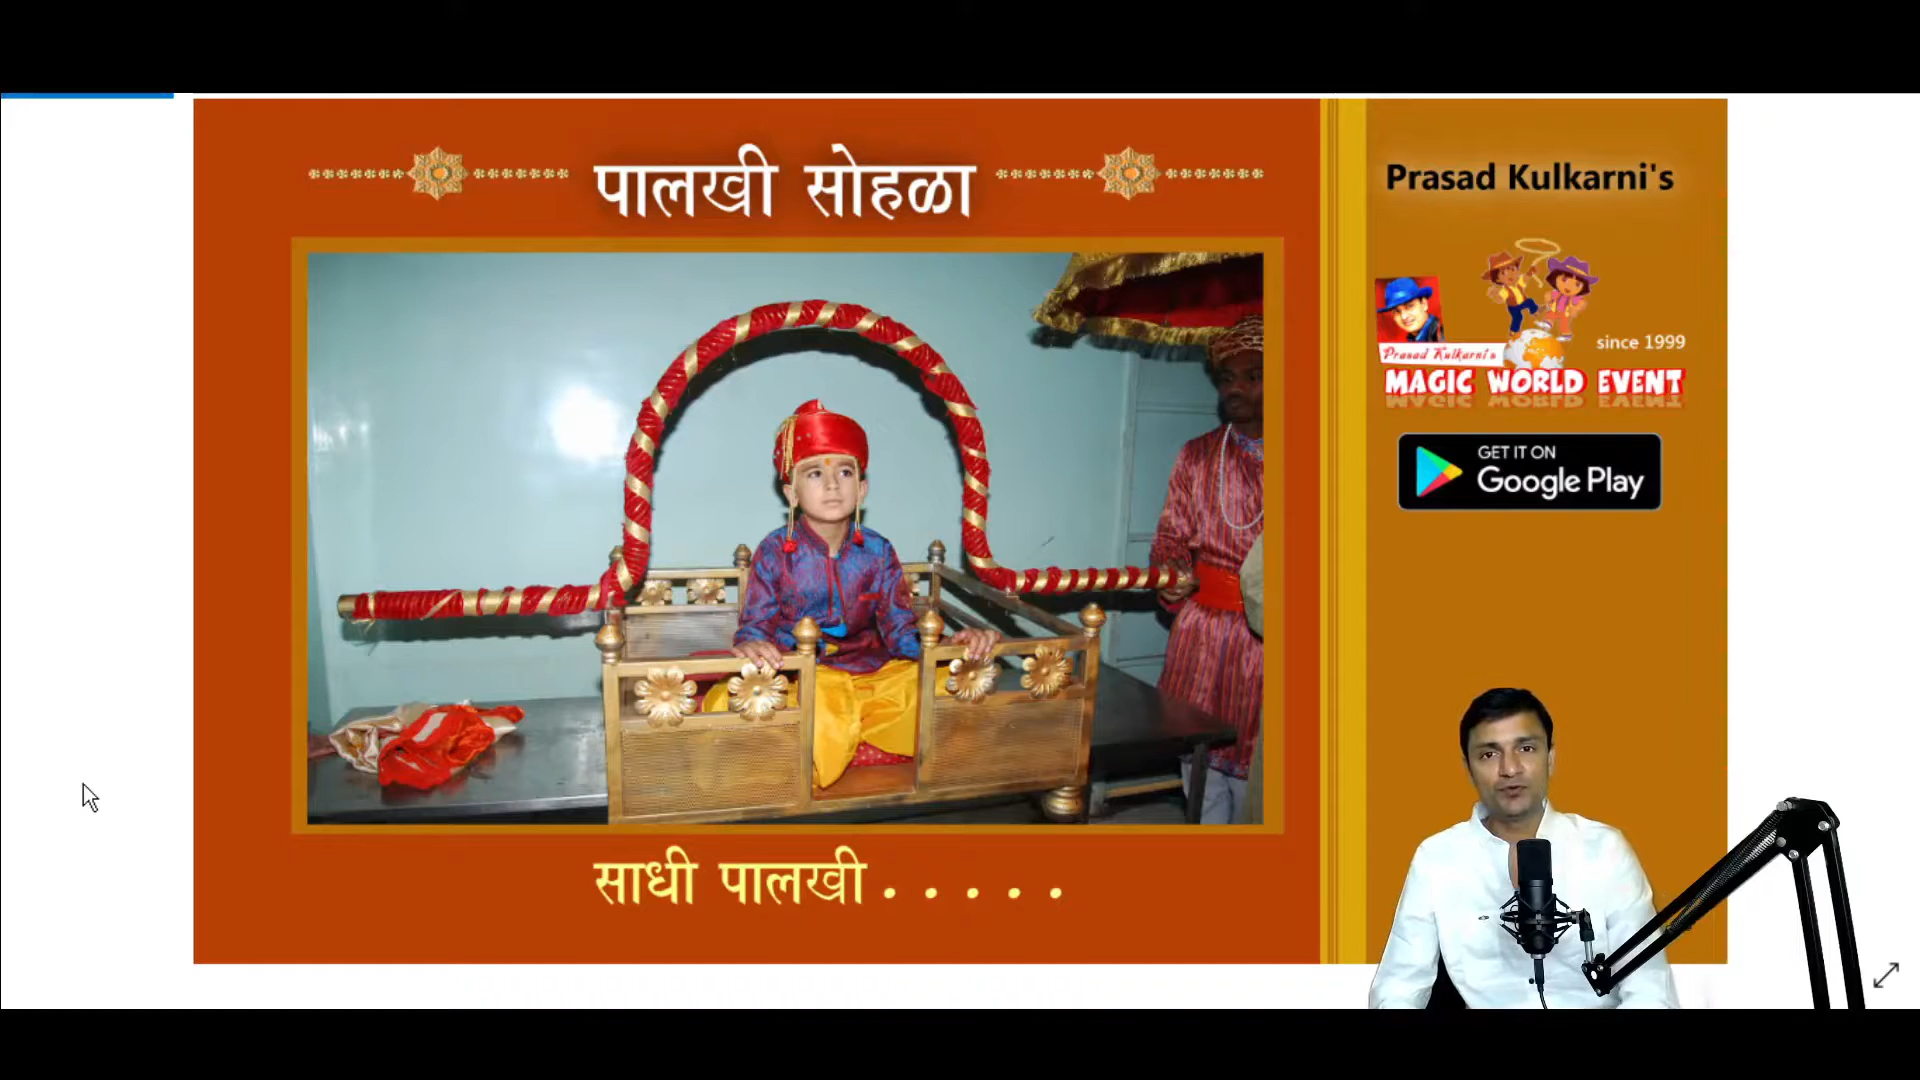 पालखी सोहळा
साधी पालखी . . . . .
Prasad Kulkarni's
since 1999
Prasad Kulkarni's
MAGIC WORLD EVENT
GET IT ON
Google Play